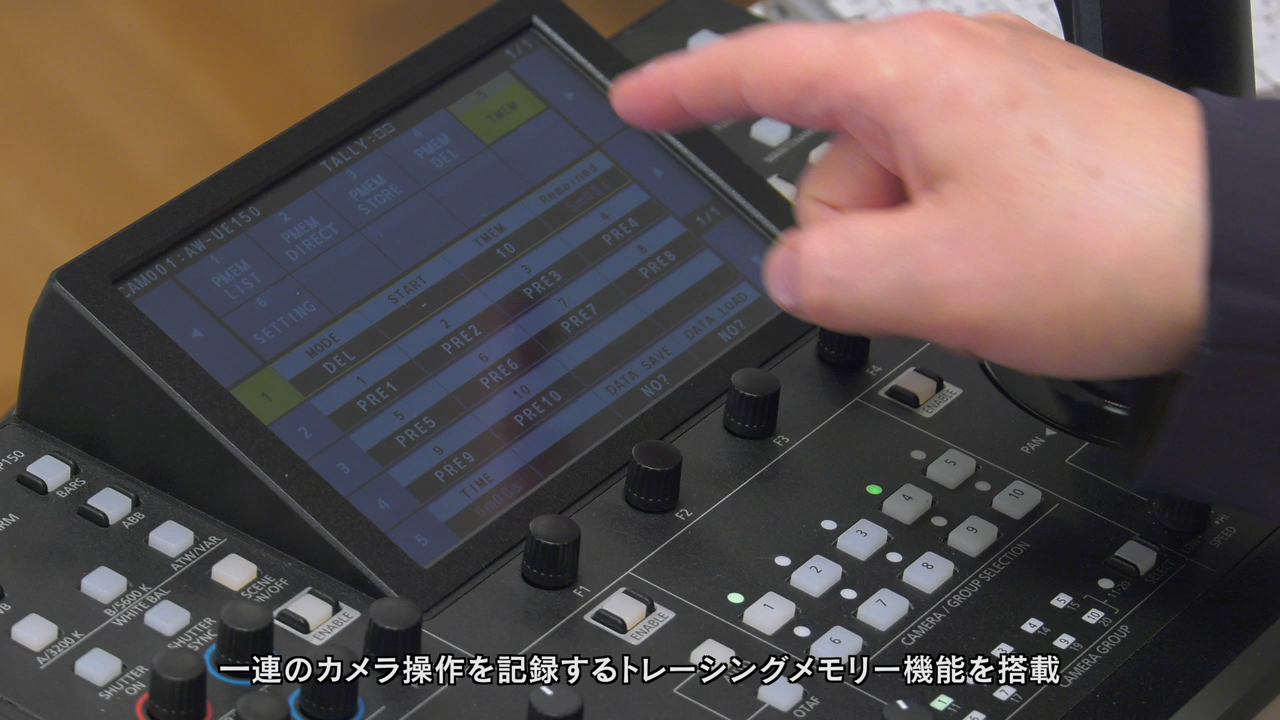 1/1
TALLY:□□
CAM001:AW-UE150
1 PMEM LIST
2 PMEM DIRECT
3 PMEM STORE
4 PMEM DEL
5 TMEM
6 SETTING
MODE START TMEM Remained
1 DEL 10
1/1
1 2 3 4
2 PRE1 PRE2 PRE3 PRE4
5 6 7 8
3 PRE5 PRE6 PRE7 PRE8
9 10
4 PRE9 PRE10
TIME DATA SAVE DATA LOAD
5 NO? NO?
F1
F2
F3
F4
ENABLE
ENABLE
ENABLE
BARS
ABB
ATW/VAR
B/5600K
WHITE BAL
A/3200K
SCENE
ON/OFF
SHUTTER
SYNC
SHUTTER
ON
PAN
SPEED
SELECT
1
2
3
4
5
6
7
8
9
10
CAMERA / GROUP SELECTION
CAMERA GROUP
OTAF
一連のカメラ操作を記録するトレーシングメモリー機能を搭載